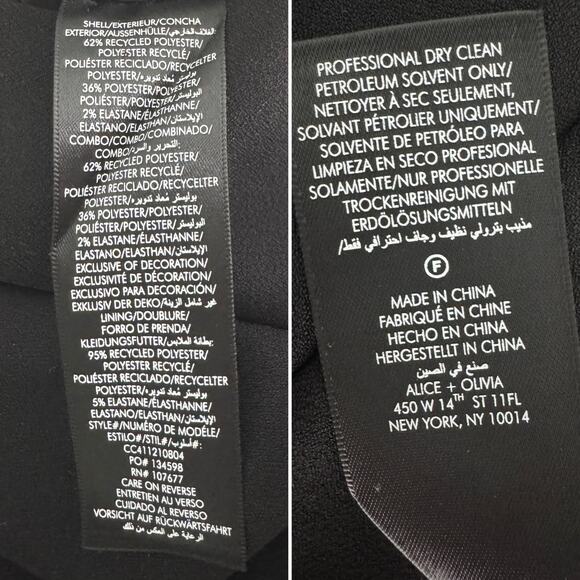 SHELL/EXTERIEUR/CONCHA
EXTERIOR/AUSSENHÜLLE/الغلاف الخارجي:
62% RECYCLED POLYESTER/
POLYESTER RECYCLÉ/
POLIÉSTER RECICLADO/RECYCELTER
POLYESTER/بوليستر مُعاد تدويره/
36% POLYESTER/POLYESTER/
POLIÉSTER/POLYESTER/البوليستر/
2% ELASTANE/ÉLASTHANNE/
ELASTANO/ELASTHAN/الإيلاستان/
COMBO/COMBO/COMBINADO/
COMBO/التحرير والسرد:
62% RECYCLED POLYESTER/
POLYESTER RECYCLÉ/
POLIÉSTER RECICLADO/RECYCELTER
POLYESTER/بوليستر مُعاد تدويره/
36% POLYESTER/POLYESTER/
POLIÉSTER/POLYESTER/البوليستر/
2% ELASTANE/ÉLASTHANNE/
ELASTANO/ELASTHAN/الإيلاستان/
EXCLUSIVE OF DECORATION/
EXCLUSIVITÉ DE DÉCORATION/
EXCLUSIVO PARA DECORACIÓN/
EXKLUSIV DER DEKO/غير شامل الزينة/
LINING/DOUBLURE/
FORRO DE PRENDA/
KLEIDUNGSFUTTER/بطانة الملابس:
95% RECYCLED POLYESTER/
POLYESTER RECYCLÉ/
POLIÉSTER RECICLADO/RECYCELTER
POLYESTER/بوليستر مُعاد تدويره/
5% ELASTANE/ÉLASTHANNE/
ELASTANO/ELASTHAN/الإيلاستان/
STYLE#/NUMÉRO DE MODÈLE/
ESTILO#/STIL#/أسلوب#:
CC411210804
PO# 134598
RN# 107677
CARE ON REVERSE
ENTRETIEN AU VERSO
CUIDADO AL REVERSO
VORSICHT AUF RÜCKWÄRTSFAHRT
الرعاية على العكس من ذلك
PROFESSIONAL DRY CLEAN
PETROLEUM SOLVENT ONLY/
NETTOYER À SEC SEULEMENT,
SOLVANT PÉTROLIER UNIQUEMENT/
SOLVENTE DE PETRÓLEO PARA
LIMPIEZA EN SECO PROFESIONAL
SOLAMENTE/NUR PROFESSIONELLE
TROCKENREINIGUNG MIT
ERDÖLÖSUNGSMITTELN/
مذيب بترولي نظيف وجاف احترافي فقط/
F
MADE IN CHINA
FABRIQUÉ EN CHINE
HECHO EN CHINA
HERGESTELLT IN CHINA
صنع في الصين
ALICE + OLIVIA
450 W 14TH ST 11FL
NEW YORK, NY 10014